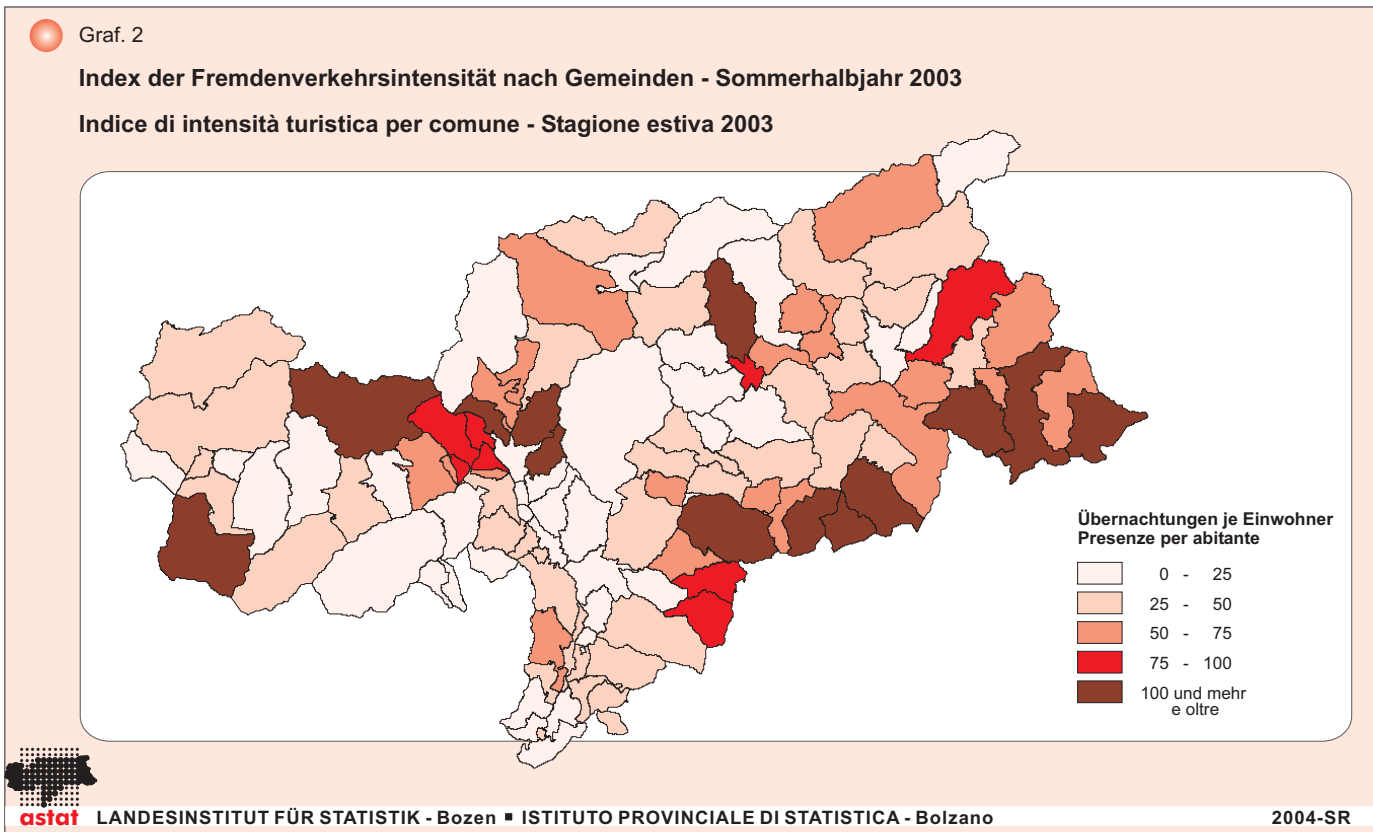 Graf. 2
Index der Fremdenverkehrsintensität nach Gemeinden - Sommerhalbjahr 2003
Indice di intensità turistica per comune - Stagione estiva 2003
Übernachtungen je Einwohner
Presenze per abitante
0 - 25
25 - 50
50 - 75
75 - 100
100 und mehr
e oltre
astat LANDESINSTITUT FÜR STATISTIK - Bozen ▪ ISTITUTO PROVINCIALE DI STATISTICA - Bolzano 2004-SR